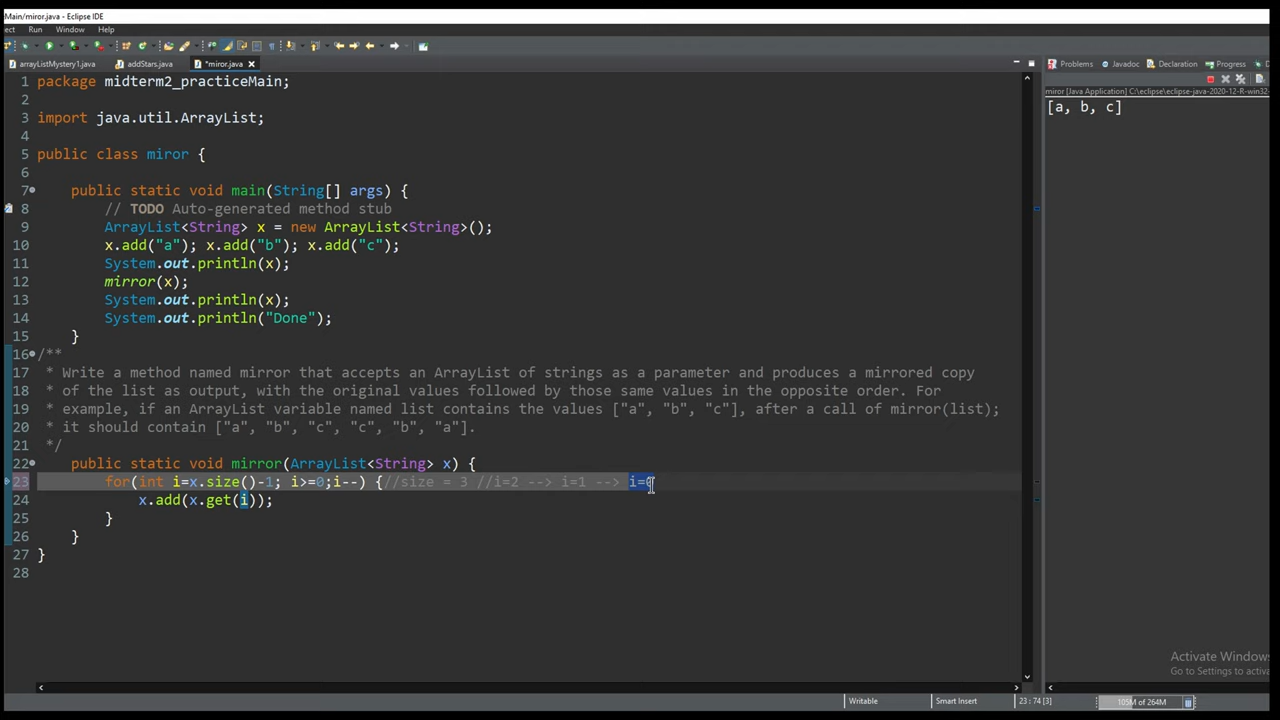 Main/miror.java - Eclipse IDE
ect Run Window Help
arrayListMystery1.java addStars.java *miror.java
Problems Javadoc Declaration Progress
miror [Java Application] C:\eclipse\eclipse-java-2020-12-R-win32-
[a, b, c]
1 package midterm2_practiceMain;
2
3 import java.util.ArrayList;
4
5 public class miror {
6
7 public static void main(String[] args) {
8 // TODO Auto-generated method stub
9 ArrayList<String> x = new ArrayList<String>();
10 x.add("a"); x.add("b"); x.add("c");
11 System.out.println(x);
12 mirror(x);
13 System.out.println(x);
14 System.out.println("Done");
15 }
16 /**
17 * Write a method named mirror that accepts an ArrayList of strings as a parameter and produces a mirrored copy
18 * of the list as output, with the original values followed by those same values in the opposite order. For
19 * example, if an ArrayList variable named list contains the values ["a", "b", "c"], after a call of mirror(list);
20 * it should contain ["a", "b", "c", "c", "b", "a"].
21 */
22 public static void mirror(ArrayList<String> x) {
23 for(int i=x.size()-1; i>=0;i--) {//size = 3 //i=2 --> i=1 --> i=0
24 x.add(x.get(i));
25 }
26 }
27 }
28
Activate Windows
Go to Settings to activa
Writable Smart Insert 23 : 74 [3] 105M of 264M